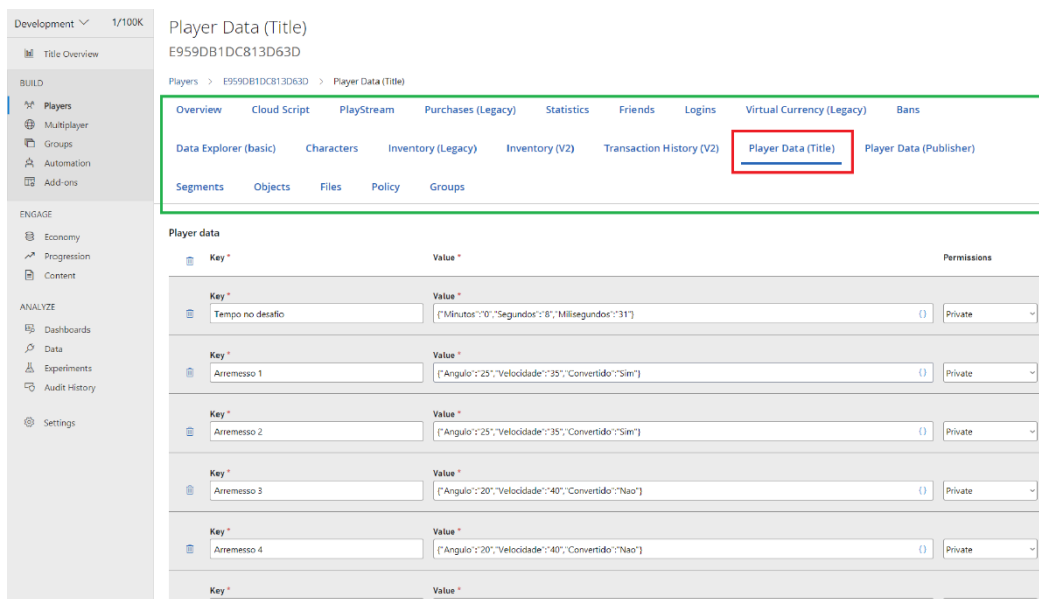 Development 1/100K
Title Overview
BUILD
Players
Multiplayer
Groups
Automation
Add-ons
ENGAGE
Economy
Progression
Content
ANALYZE
Dashboards
Data
Experiments
Audit History
Settings
Player Data (Title)
E959DB1DC813D63D
Players > E959DB1DC813D63D > Player Data (Title)
Overview Cloud Script PlayStream Purchases (Legacy) Statistics Friends Logins Virtual Currency (Legacy) Bans
Data Explorer (basic) Characters Inventory (Legacy) Inventory (V2) Transaction History (V2) Player Data (Title) Player Data (Publisher)
Segments Objects Files Policy Groups
Player data
Key * Value * Permissions
Key * Value *
Tempo no desafio {"Minutos":"0","Segundos":"8","Milisegundos":"31"} {} Private
Key * Value *
Arremesso 1 {"Angulo":"25","Velocidade":"35","Convertido":"Sim"} {} Private
Key * Value *
Arremesso 2 {"Angulo":"25","Velocidade":"35","Convertido":"Sim"} {} Private
Key * Value *
Arremesso 3 {"Angulo":"20","Velocidade":"40","Convertido":"Nao"} {} Private
Key * Value *
Arremesso 4 {"Angulo":"20","Velocidade":"40","Convertido":"Nao"} {} Private
Key * Value *